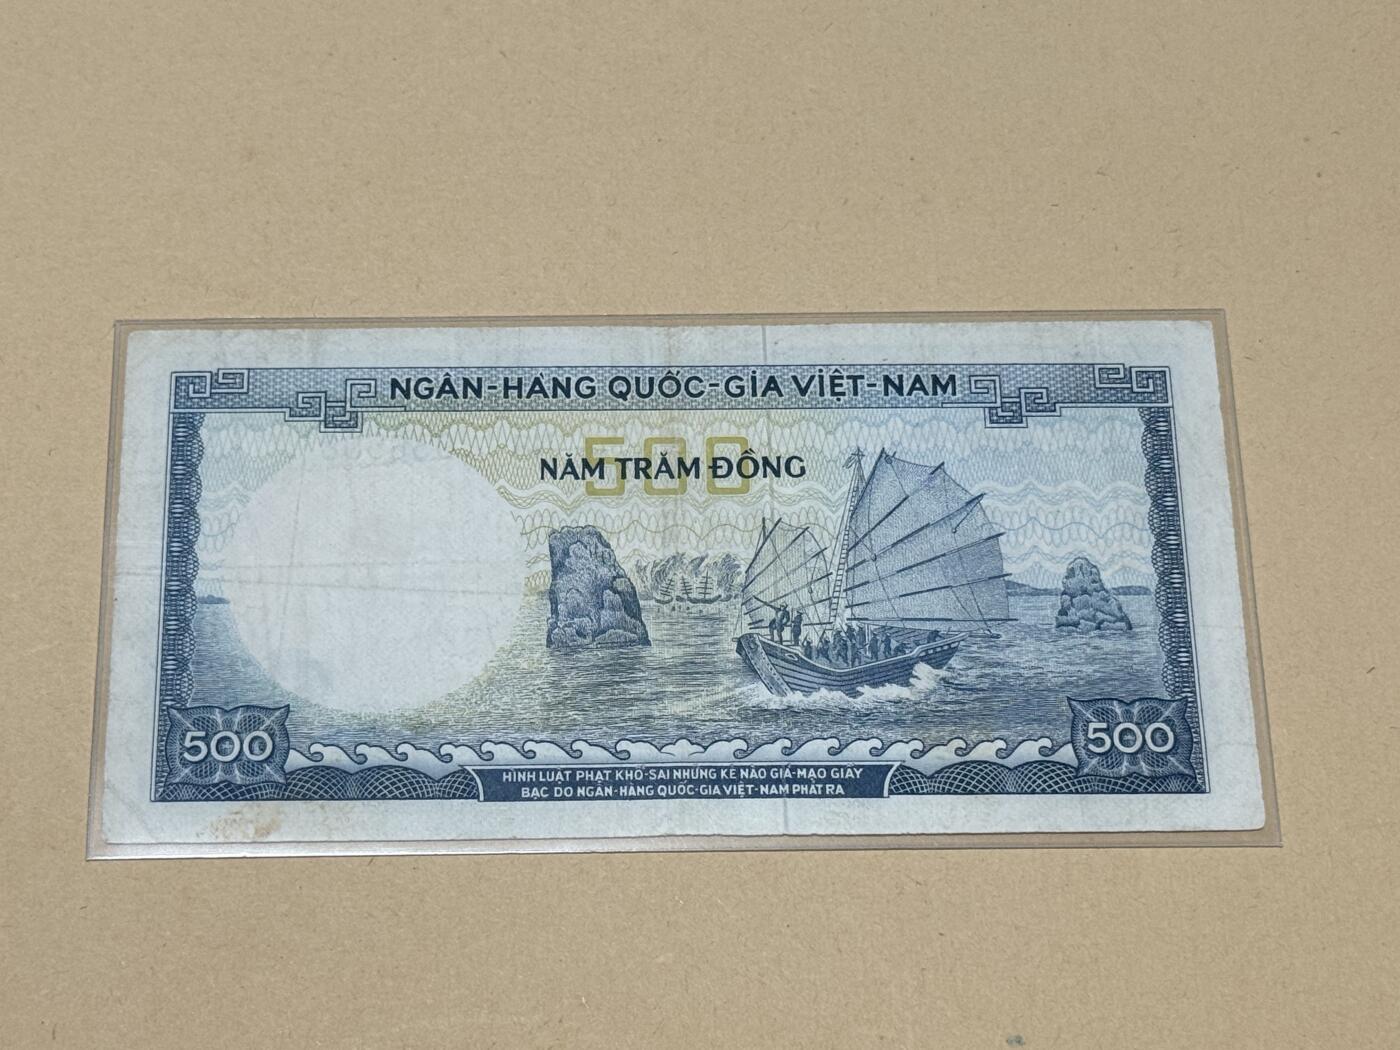 NGÂN-HÀNG QUỐC-GIA VIỆT-NAM
500
NĂM TRĂM ĐỒNG
500
500
HÌNH LUẬT PHẠT KHỔ-SAI NHỮNG KẺ NÀO GIẢ-MẠO GIẤY
BẠC DO NGÂN-HÀNG QUỐC-GIA VIỆT-NAM PHÁT RA